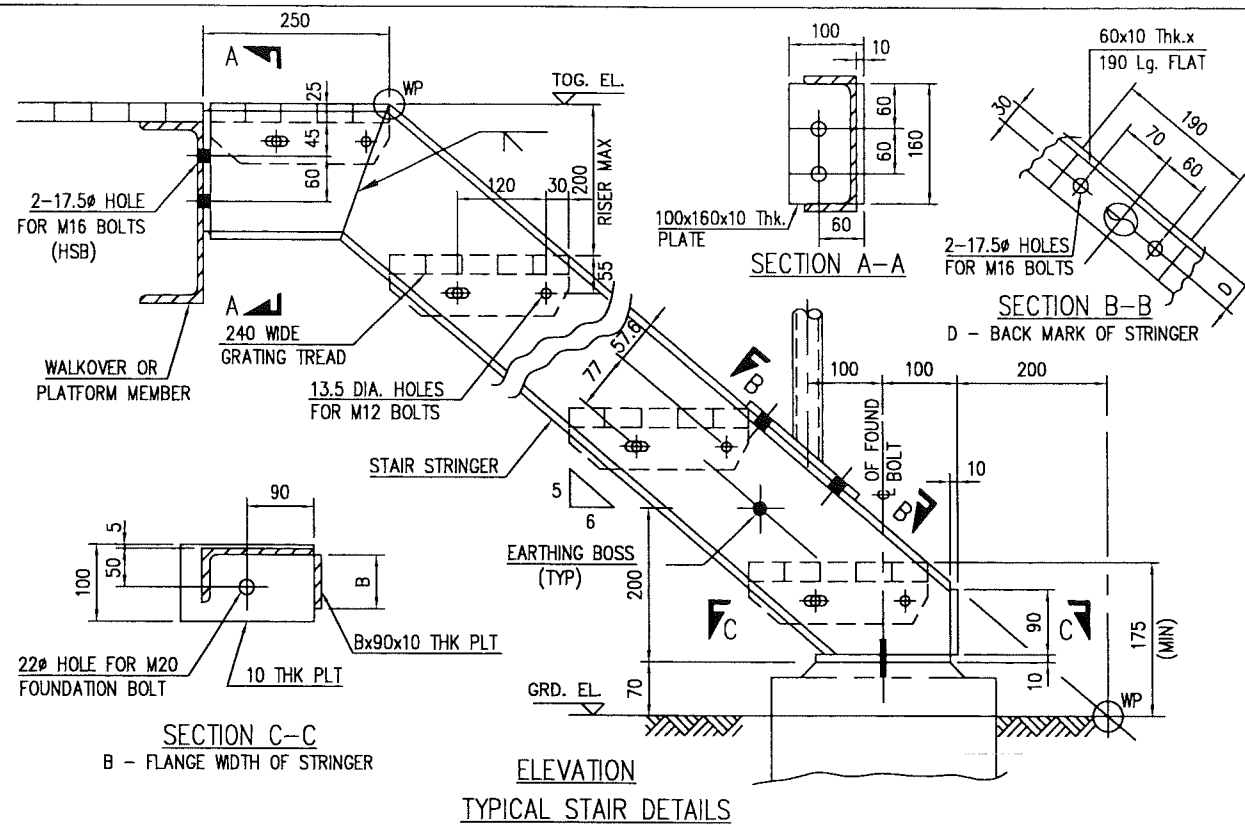 250
A
WP
TOG. EL.
25
45
60
2-17.5ø HOLE
FOR M16 BOLTS
(HSB)
120
30
200
RISER MAX
55
A
240 WIDE
GRATING TREAD
WALKOVER OR
PLATFORM MEMBER
13.5 DIA. HOLES
FOR M12 BOLTS
STAIR STRINGER
100
10
60
60
160
100x160x10 Thk.
PLATE
60
SECTION A-A
60x10 Thk.x
190 Lg. FLAT
30
190
70
60
2-17.5ø HOLES
FOR M16 BOLTS
D
SECTION B-B
D - BACK MARK OF STRINGER
77
57.6
B
100
100
200
℄ OF FOUND
BOLT
10
B
5
6
EARTHING BOSS
(TYP)
200
70
C
C
90
10
175
(MIN)
GRD. EL.
WP
90
5
50
100
B
Bx90x10 THK PLT
22ø HOLE FOR M20
FOUNDATION BOLT
10 THK PLT
SECTION C-C
B - FLANGE WIDTH OF STRINGER
ELEVATION
TYPICAL STAIR DETAILS